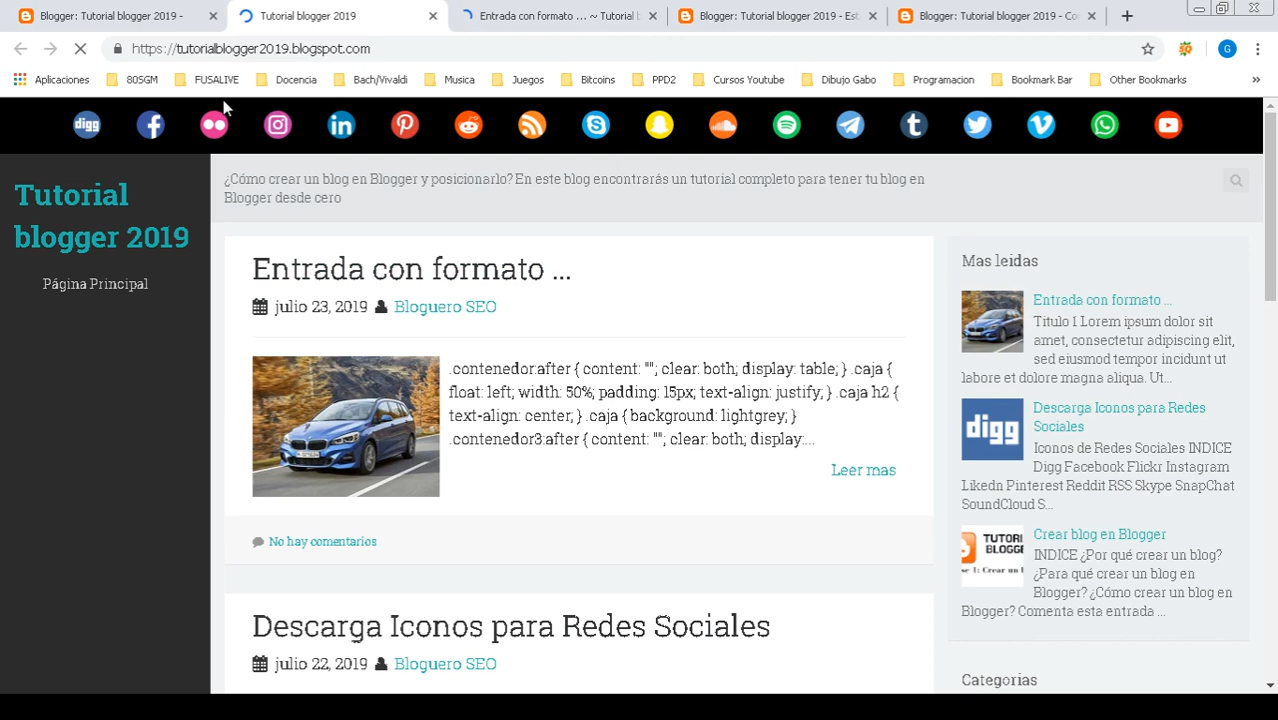 Blogger: Tutorial blogger 2019 -
Tutorial blogger 2019
Entrada con formato ... ~ Tutorial b
Blogger: Tutorial blogger 2019 - Est
Blogger: Tutorial blogger 2019 - Co
https://tutorialblogger2019.blogspot.com
G
Aplicaciones
80SGM
FUSALIVE
Docencia
Bach/Vivaldi
Musica
Juegos
Bitcoins
PPD2
Cursos Youtube
Dibujo Gabo
Programacion
Bookmark Bar
Other Bookmarks
digg
Tutorial
blogger 2019
Página Principal
¿Cómo crear un blog en Blogger y posicionarlo? En este blog encontrarás un tutorial completo para tener tu blog en
Blogger desde cero
Entrada con formato ...
julio 23, 2019 Bloguero SEO
.contenedor:after { content: ""; clear: both; display: table; } .caja {
float: left; width: 50%; padding: 15px; text-align: justify; } .caja h2 {
text-align: center; } .caja { background: lightgrey; }
.contenedor3:after { content: ""; clear: both; display:...
Leer mas
No hay comentarios
Descarga Iconos para Redes Sociales
julio 22, 2019 Bloguero SEO
Mas leidas
Entrada con formato ...
Titulo 1 Lorem ipsum dolor sit
amet, consectetur adipiscing elit,
sed eiusmod tempor incidunt ut
labore et dolore magna aliqua. Ut...
digg
Descarga Iconos para Redes
Sociales
Iconos de Redes Sociales INDICE
Digg Facebook Flickr Instagram
Likedn Pinterest Reddit RSS Skype SnapChat
SoundCloud S...
TUTORI
BLOGGE
se 1: Crear un b
Crear blog en Blogger
INDICE ¿Por qué crear un blog?
¿Para qué crear un blog en
Blogger? ¿Cómo crear un blog en
Blogger? Comenta esta entrada ...
Categorias